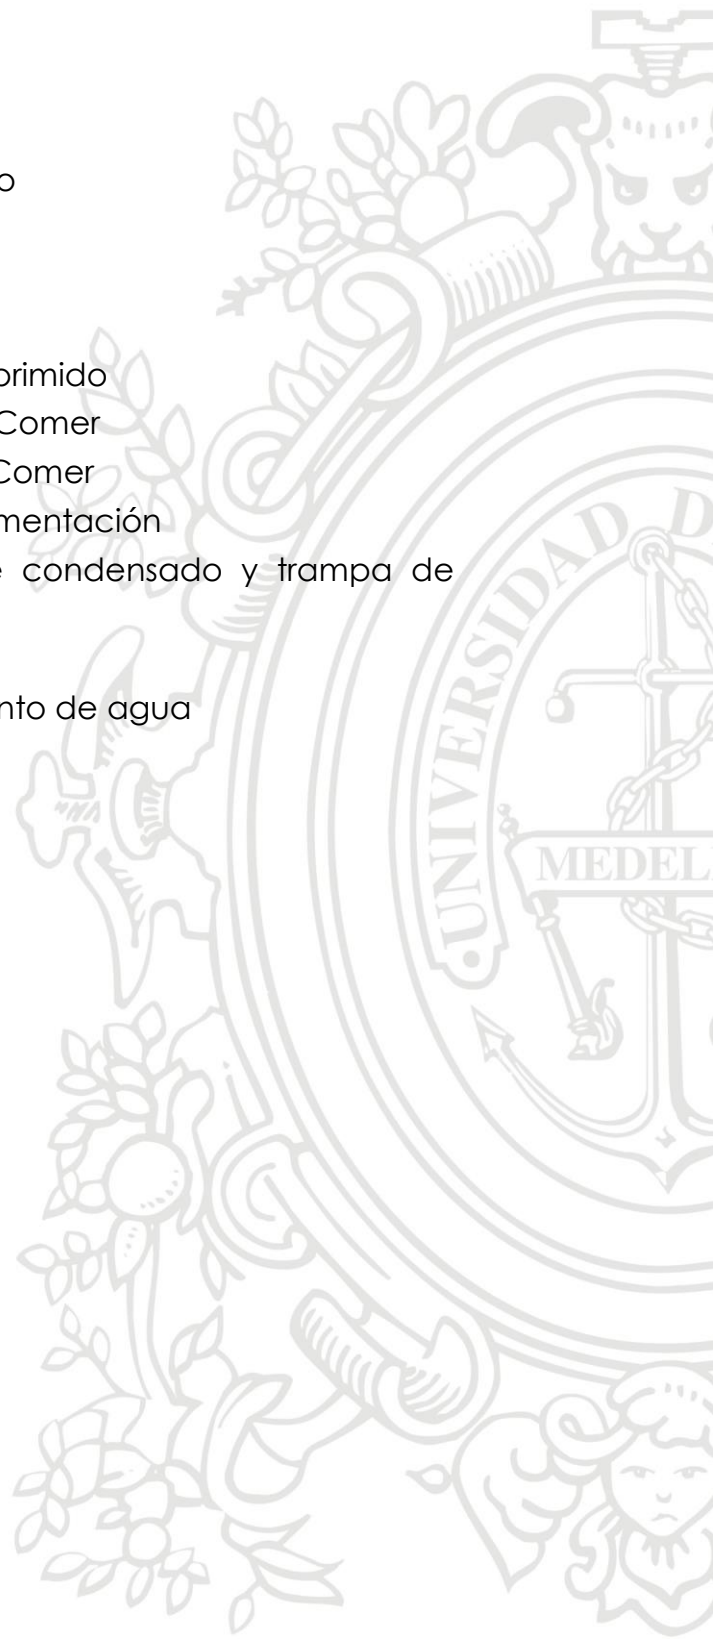 o
primido
Comer
Comer
mentación
e condensado y trampa de
nto de agua
UNIVERSIDAD D
MEDEL